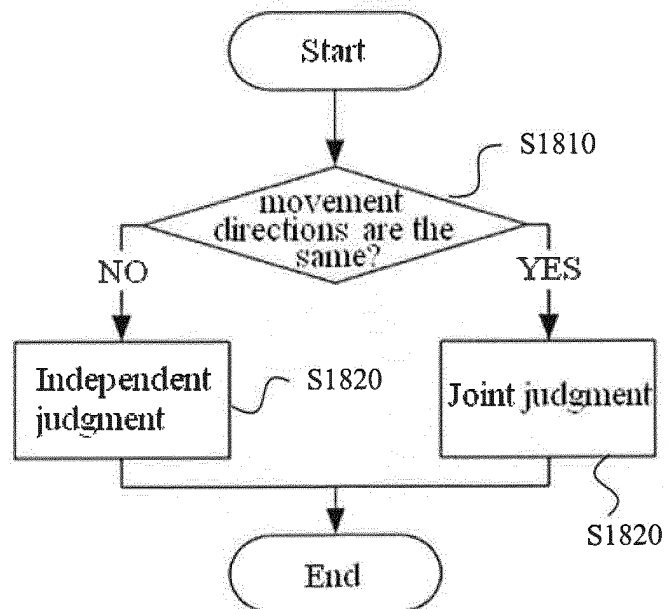 Start
S1810
movement
directions are the
same?
NO
YES
Independent
judgment
S1820
Joint judgment
S1820
End